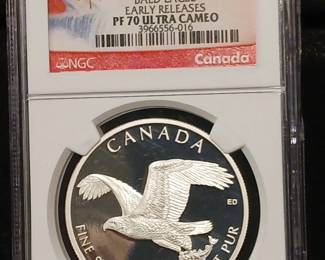 BALD EAGLE
EARLY RELEASES
PF 70 ULTRA CAMEO
3966556-016
NGC
Canada
CANADA
ED
FINE
PUR